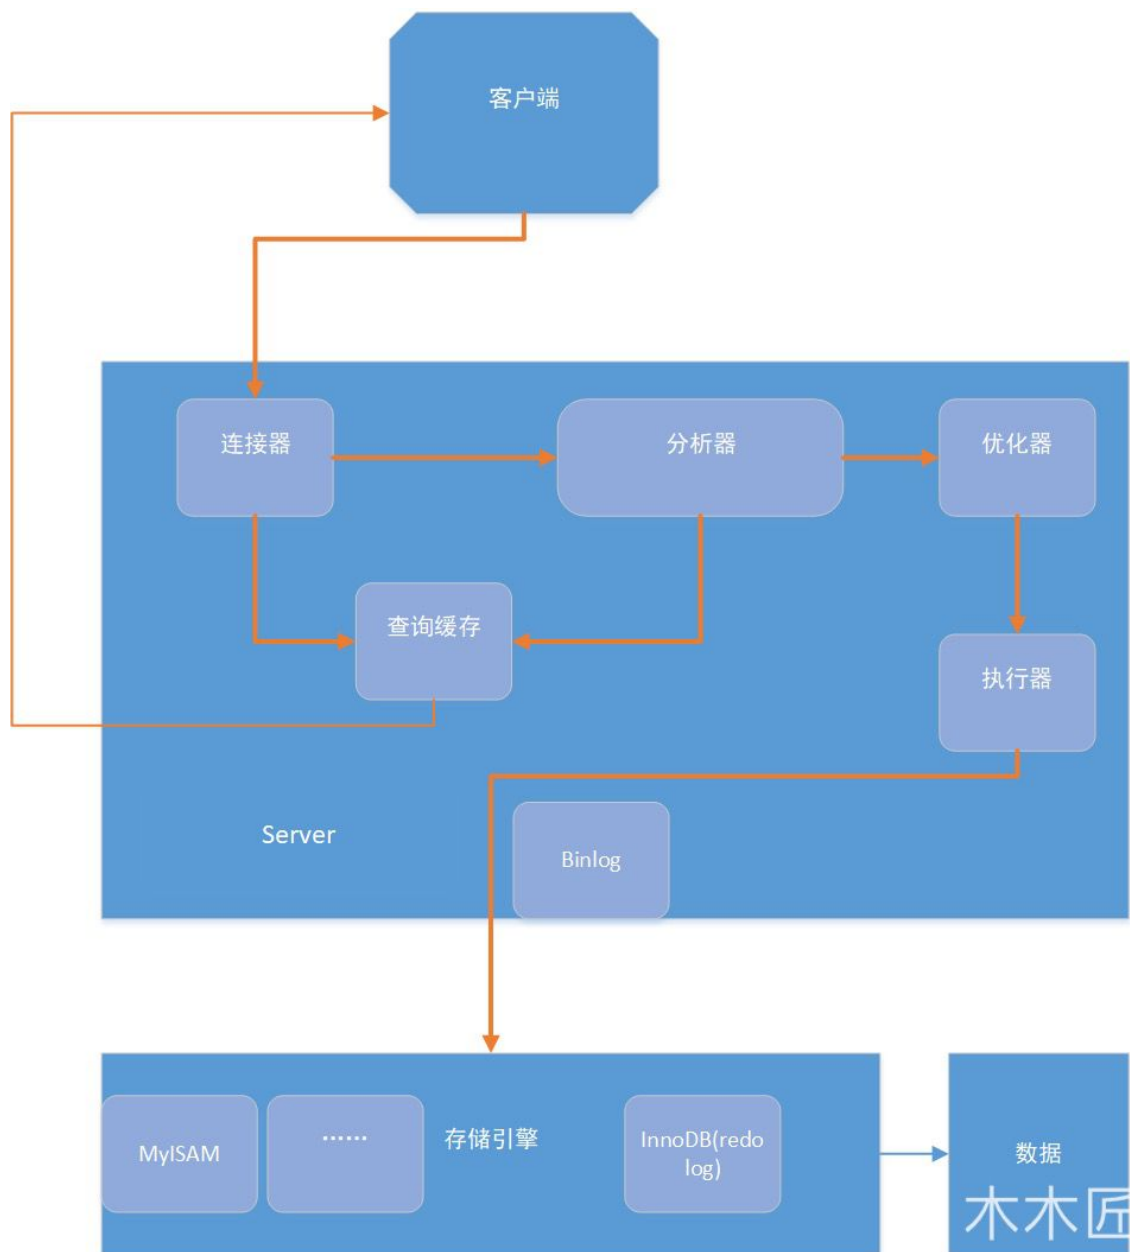 客户端
连接器
分析器
优化器
查询缓存
执行器
Server
Binlog
MyISAM
......
存储引擎
InnoDB(redo
log)
数据
木木匠